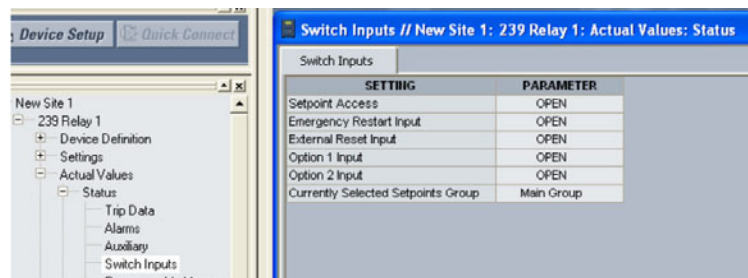 Device Setup
Quick Connect
Switch Inputs // New Site 1: 239 Relay 1: Actual Values: Status
Switch Inputs
SETTING PARAMETER
Setpoint Access OPEN
Emergency Restart Input OPEN
External Reset Input OPEN
Option 1 Input OPEN
Option 2 Input OPEN
Currently Selected Setpoints Group Main Group
New Site 1
239 Relay 1
Device Definition
Settings
Actual Values
Status
Trip Data
Alarms
Auxiliary
Switch Inputs